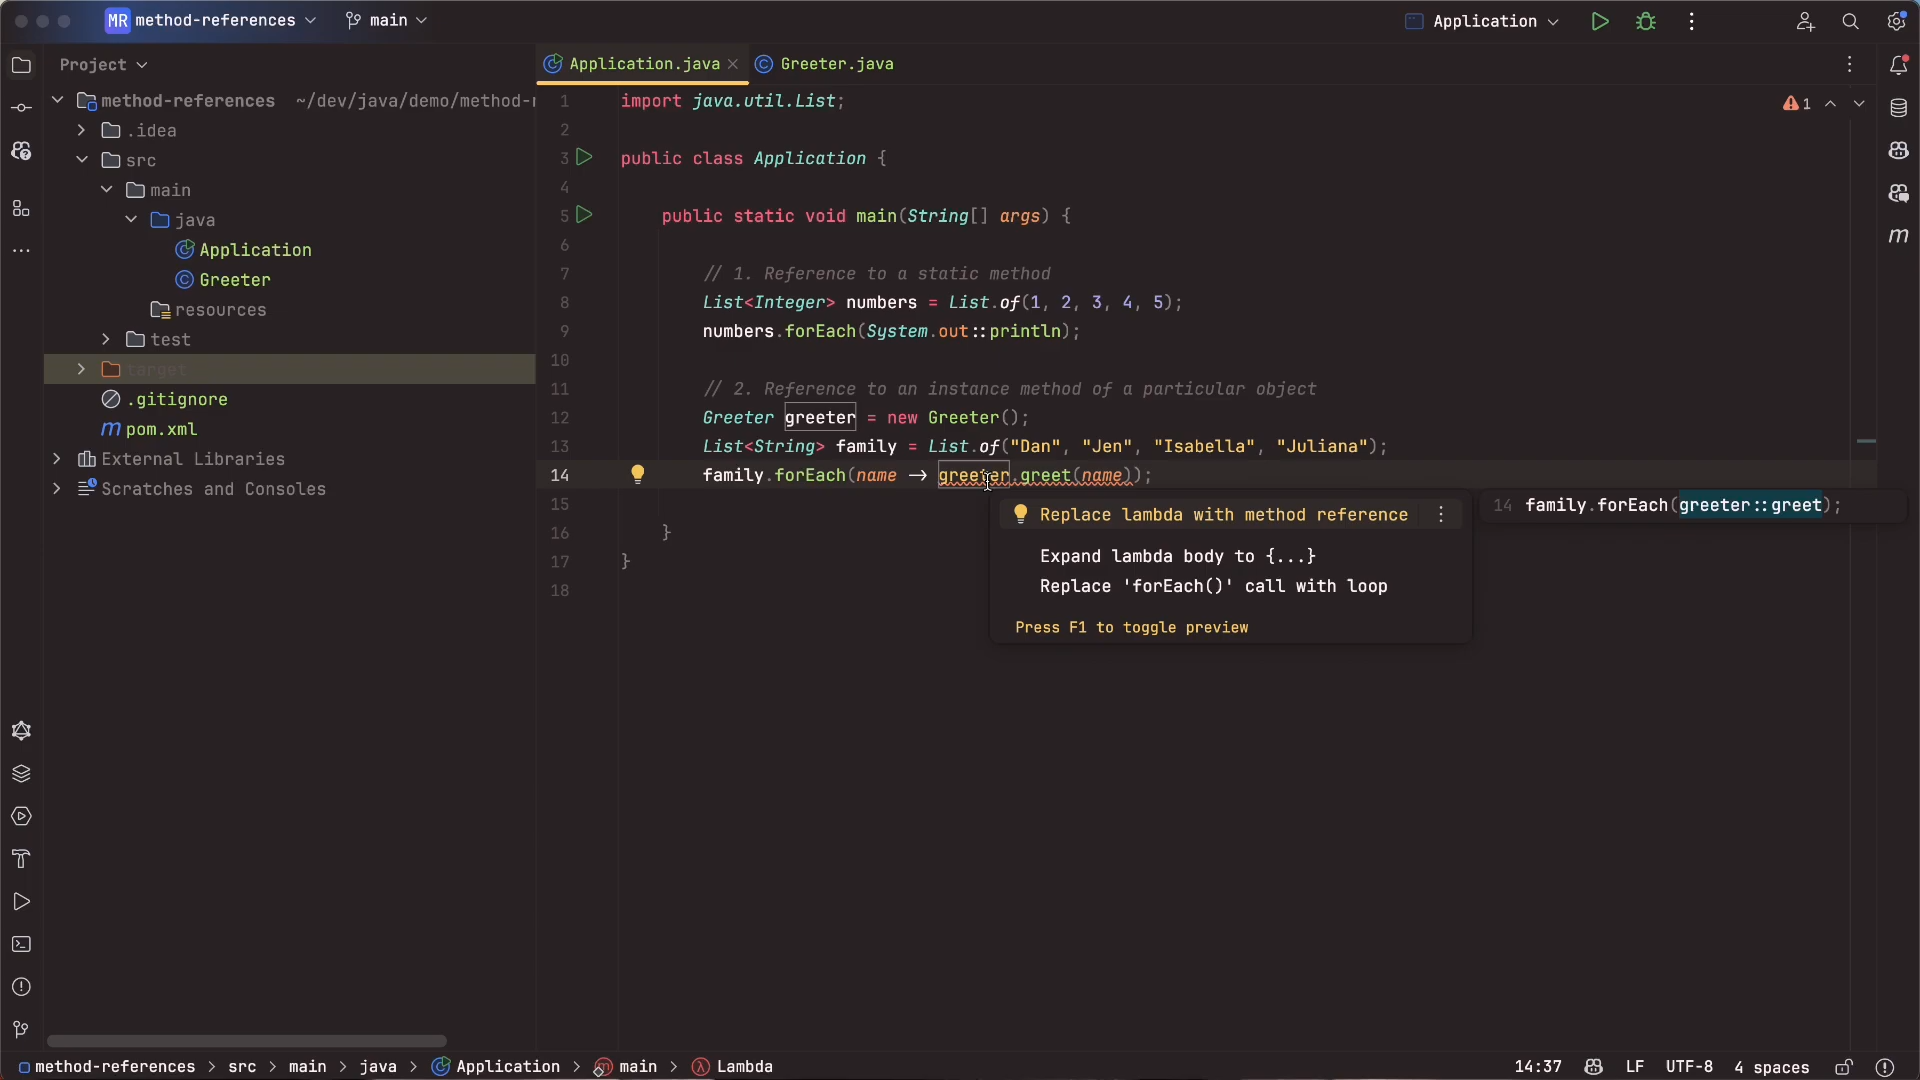 MR method-references main
Application
Project
method-references ~/dev/java/demo/method-r
.idea
src
main
java
Application
Greeter
resources
test
target
.gitignore
m pom.xml
External Libraries
Scratches and Consoles
Application.java
Greeter.java
1 import java.util.List;
2
3 public class Application {
4
5 public static void main(String[] args) {
6
7 // 1. Reference to a static method
8 List<Integer> numbers = List.of(1, 2, 3, 4, 5);
9 numbers.forEach(System.out::println);
10
11 // 2. Reference to an instance method of a particular object
12 Greeter greeter = new Greeter();
13 List<String> family = List.of("Dan", "Jen", "Isabella", "Juliana");
14 family.forEach(name -> greeter.greet(name));
15
16 }
17 }
18
1
Replace lambda with method reference
Expand lambda body to {...}
Replace 'forEach()' call with loop
Press F1 to toggle preview
14 family.forEach(greeter::greet);
m
method-references > src > main > java > Application > main > Lambda
14:37 LF UTF-8 4 spaces